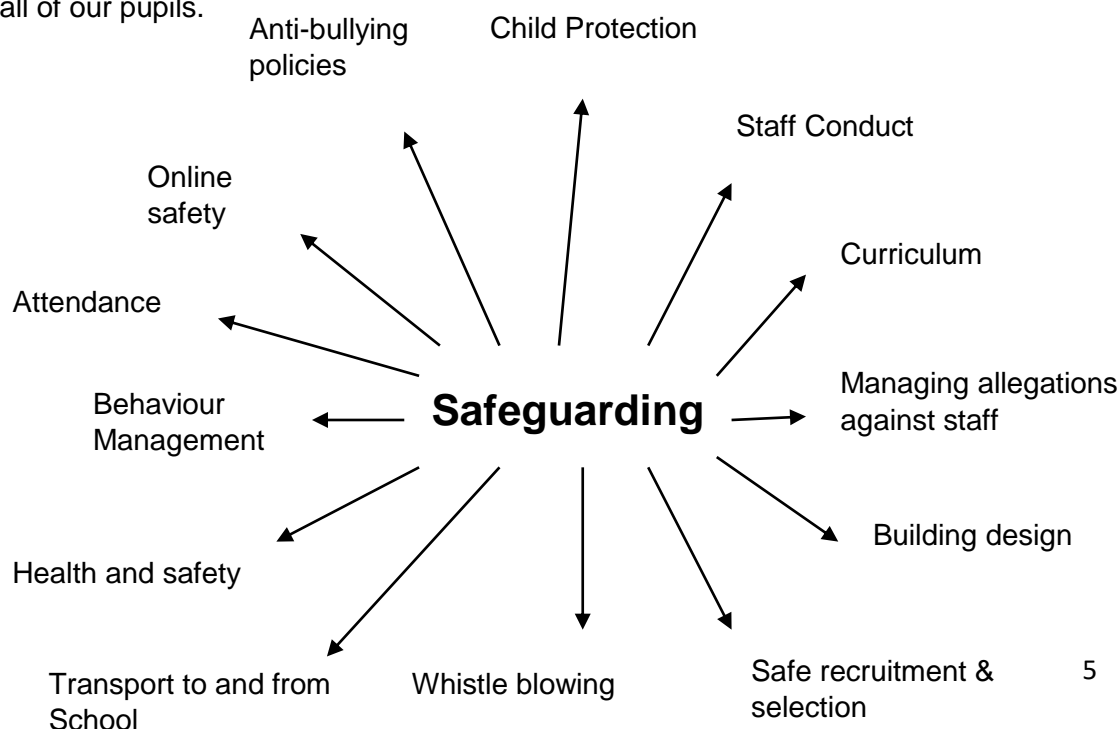 all of our pupils.
Anti-bullying
policies
Child Protection
Staff Conduct
Online
safety
Curriculum
Attendance
Managing allegations
against staff
Behaviour
Management
Safeguarding
Building design
Health and safety
Transport to and from
School
Whistle blowing
Safe recruitment &
selection
5